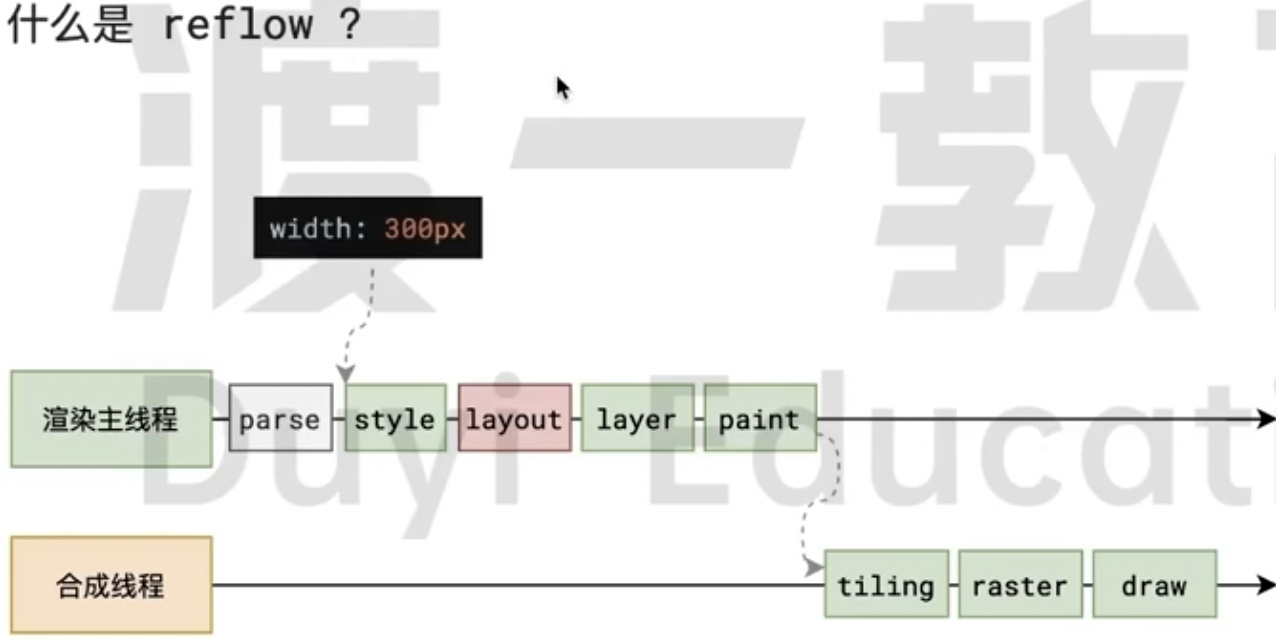 什么是 reflow ?
渡一教
width: 300px
渲染主线程
parse
style
layout
layer
paint
Duyi Educati
合成线程
tiling
raster
draw